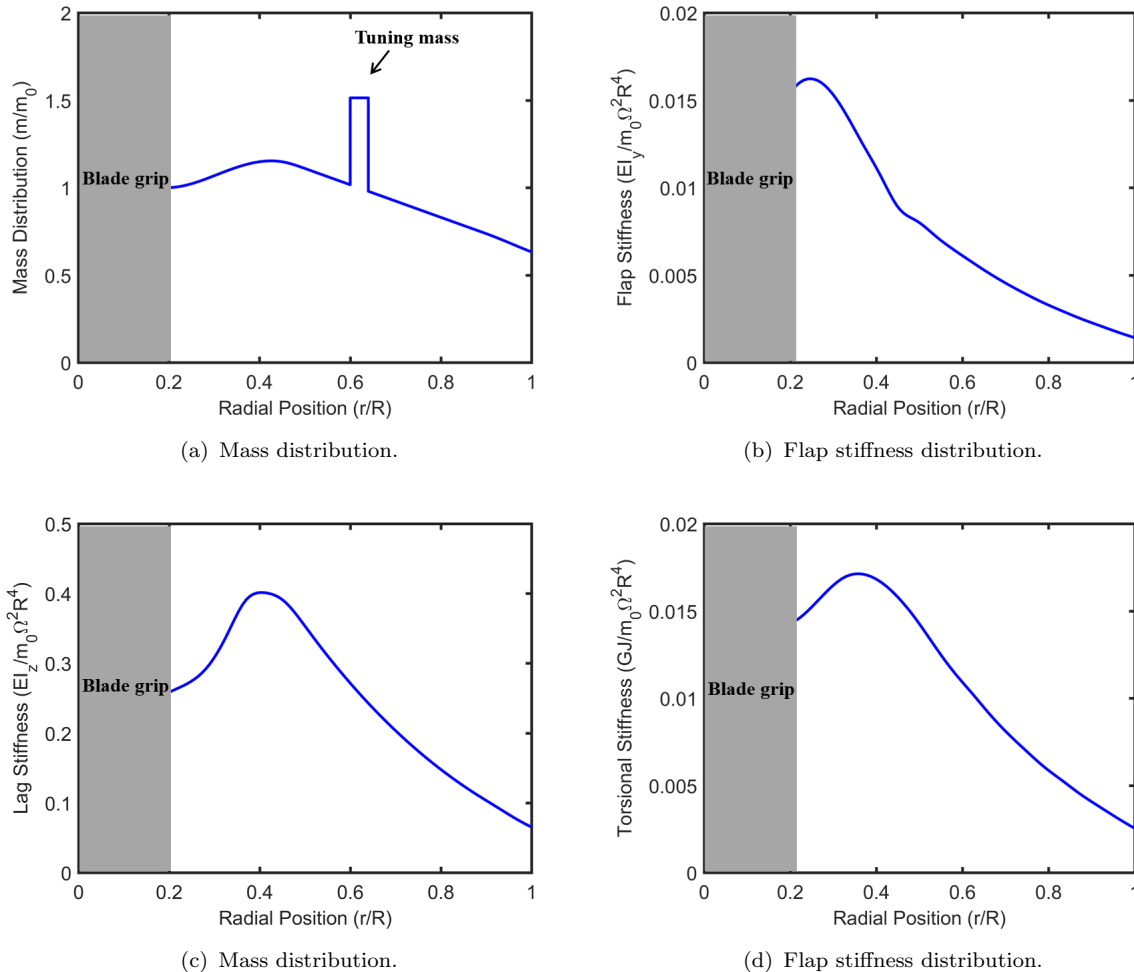 2
1.5
1
0.5
0
Mass Distribution (m/m0)
Tuning mass
Blade grip
0 0.2 0.4 0.6 0.8 1
Radial Position (r/R)
(a) Mass distribution.
0.02
0.015
0.01
0.005
0
Flap Stiffness (EIy/m0Ω2R4)
Blade grip
0 0.2 0.4 0.6 0.8 1
Radial Position (r/R)
(b) Flap stiffness distribution.
0.5
0.4
0.3
0.2
0.1
0
Lag Stiffness (EIz/m0Ω2R4)
Blade grip
0 0.2 0.4 0.6 0.8 1
Radial Position (r/R)
(c) Mass distribution.
0.02
0.015
0.01
0.005
0
Torsional Stiffness (GJ/m0Ω2R4)
Blade grip
0 0.2 0.4 0.6 0.8 1
Radial Position (r/R)
(d) Flap stiffness distribution.